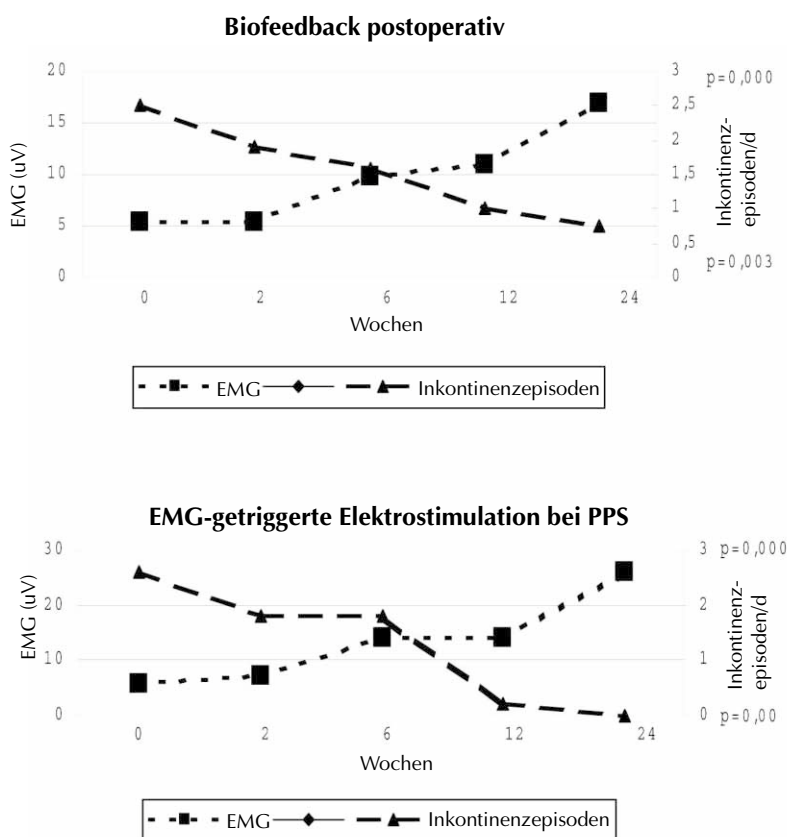 Biofeedback postoperativ
EMG (uV)
20
15
10
5
0
3
2,5
2
1,5
1
0,5
0
p=0,000
p=0,003
Inkontinenz-
episoden/d
0 2 6 12 24
Wochen
EMG Inkontinenzepisoden
EMG-getriggerte Elektrostimulation bei PPS
EMG (uV)
30
20
10
0
3
2
1
0
p=0,000
p=0,00
Inkontinenz-
episoden/d
0 2 6 12 24
Wochen
EMG Inkontinenzepisoden